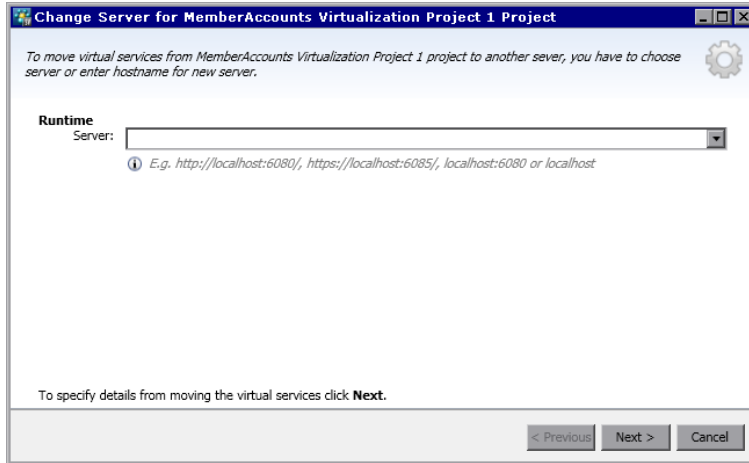 Change Server for MemberAccounts Virtualization Project 1 Project
To move virtual services from MemberAccounts Virtualization Project 1 project to another sever, you have to choose
server or enter hostname for new server.
Runtime
Server:
E.g. http://localhost:6080/, https://localhost:6085/, localhost:6080 or localhost
To specify details from moving the virtual services click Next.
< Previous Next > Cancel